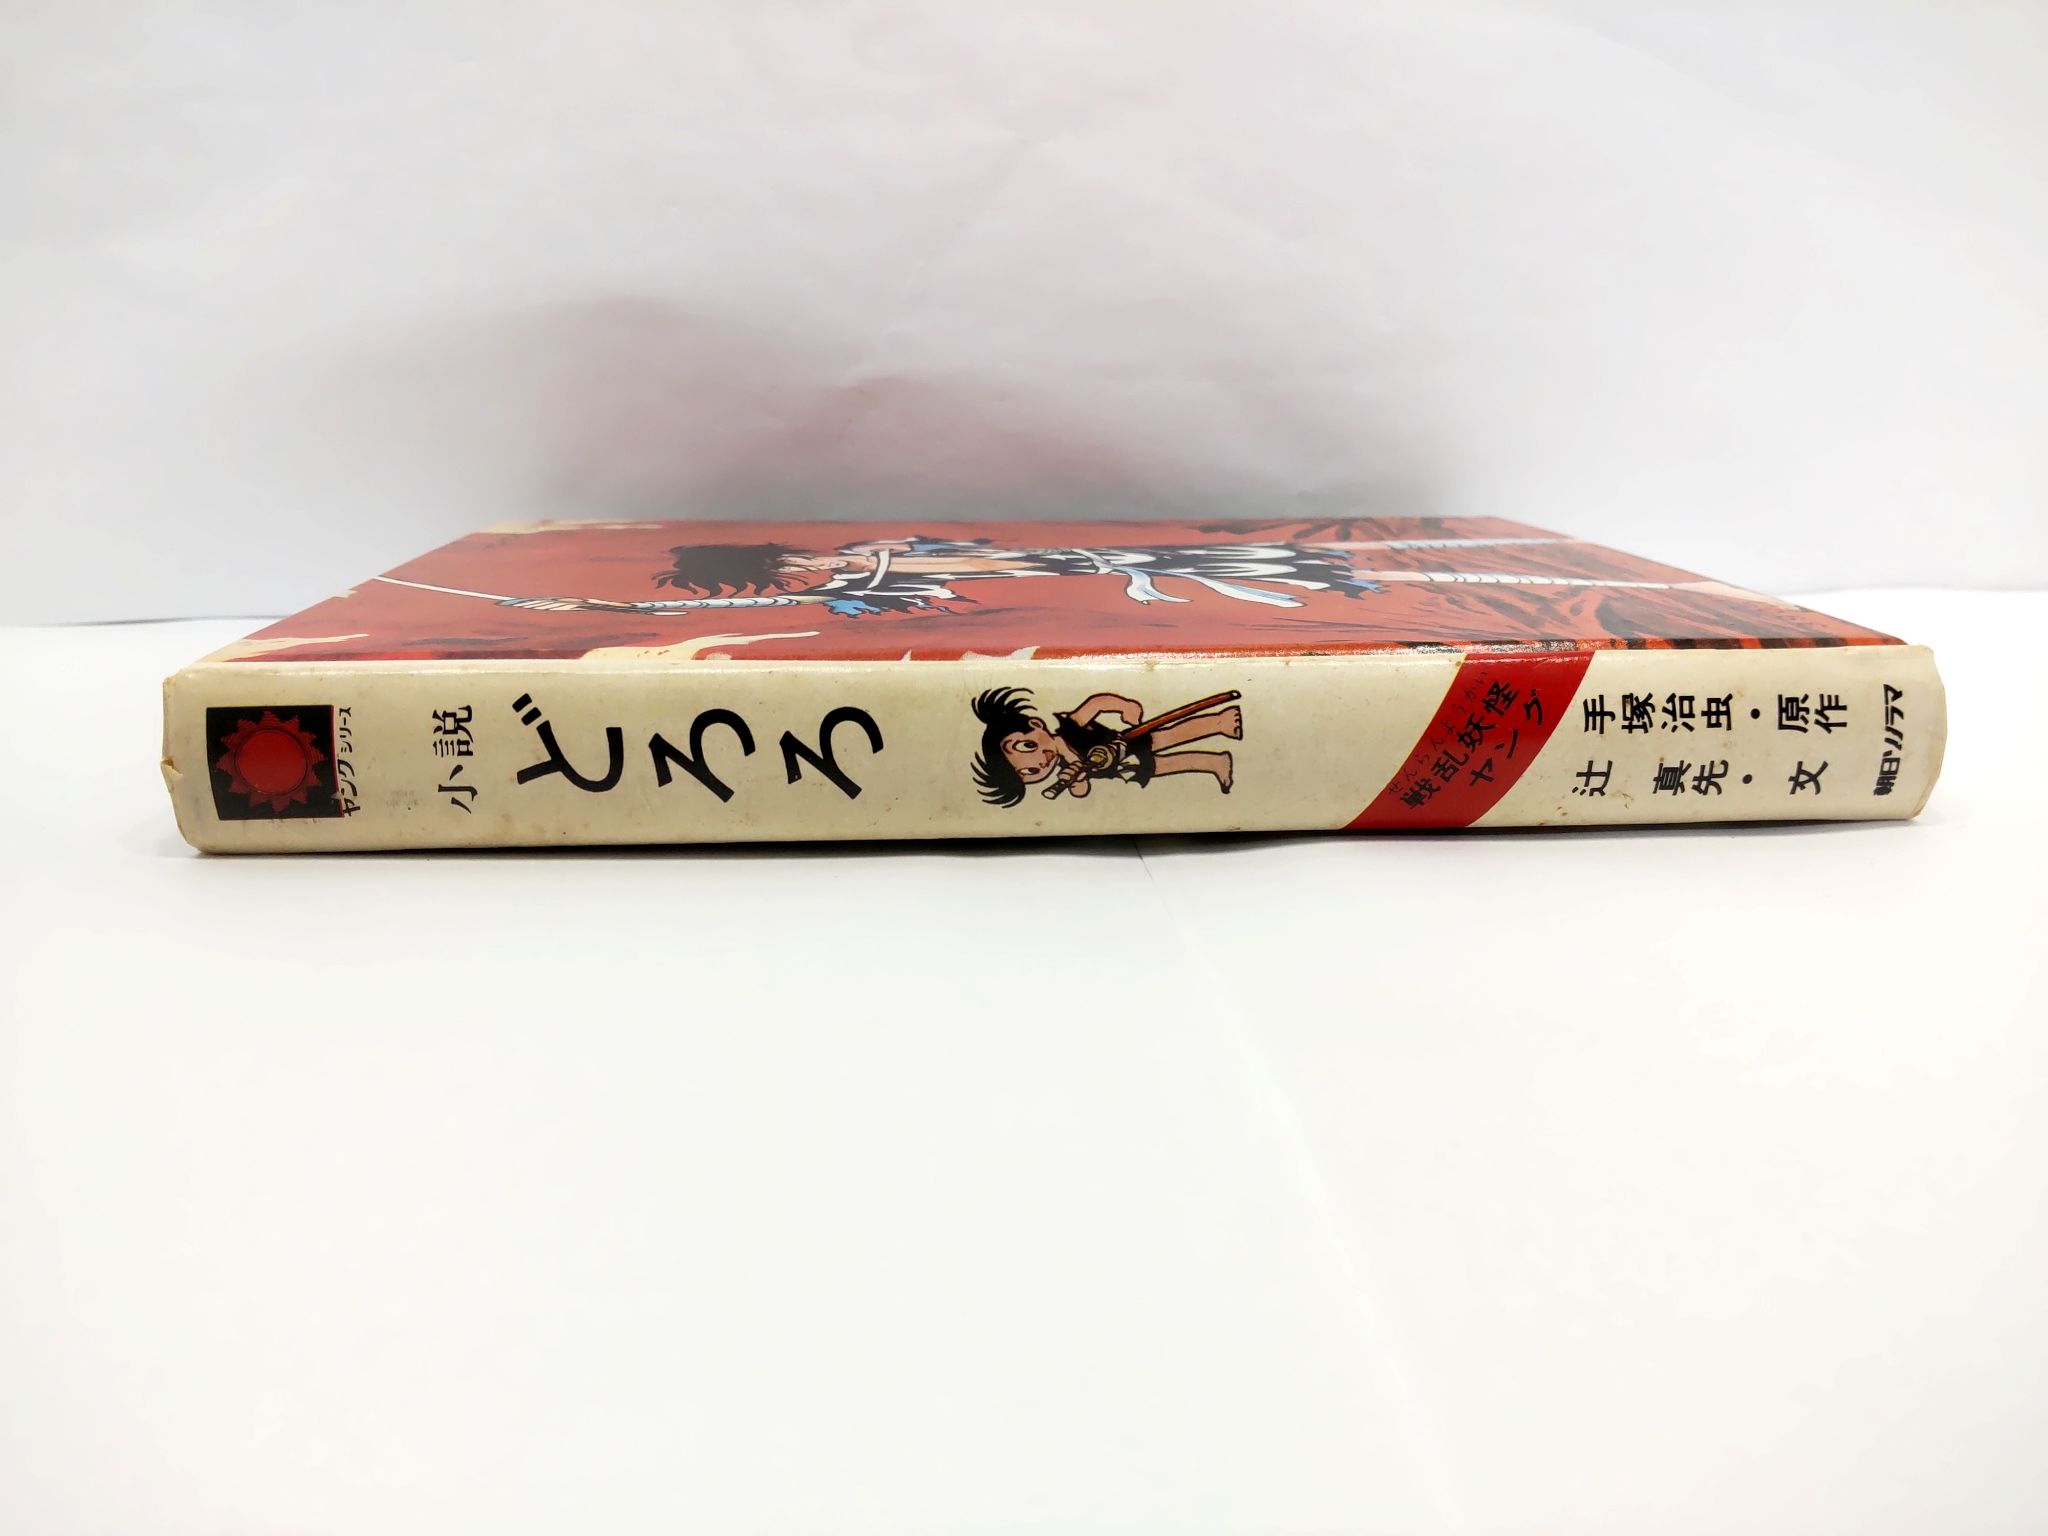 ヤングシリーズ
小説
どろろ
せんらんようかい
戦乱妖怪
ヤング
手塚治虫・原作
辻真先・文
朝日ソノラマ